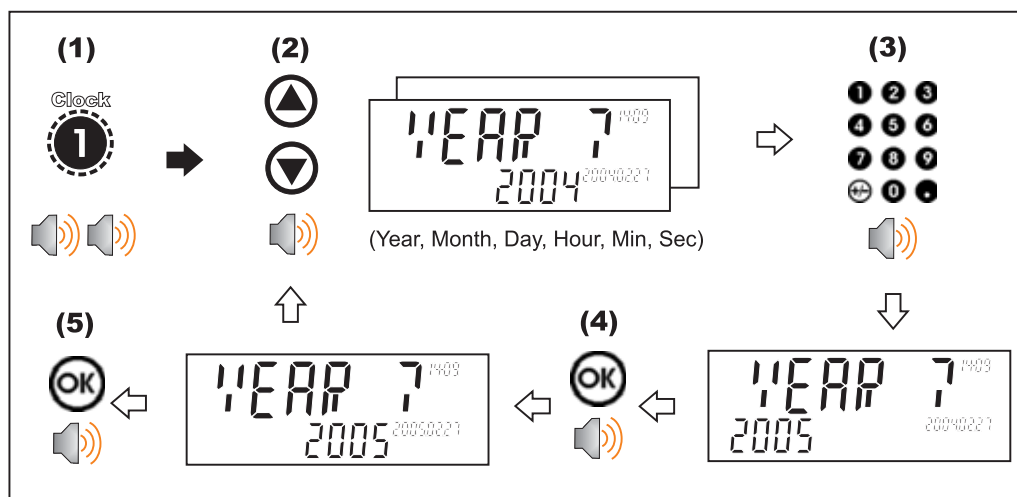 (1)
Clock
1
(2)
YEAR 7
1409
2004
20040227
(Year, Month, Day, Hour, Min, Sec)
(3)
1 2 3
4 5 6
7 8 9
+/- 0 .
(5)
OK
YEAR 7
1409
2005
20050227
(4)
OK
YEAR 7
1409
2005
20040227